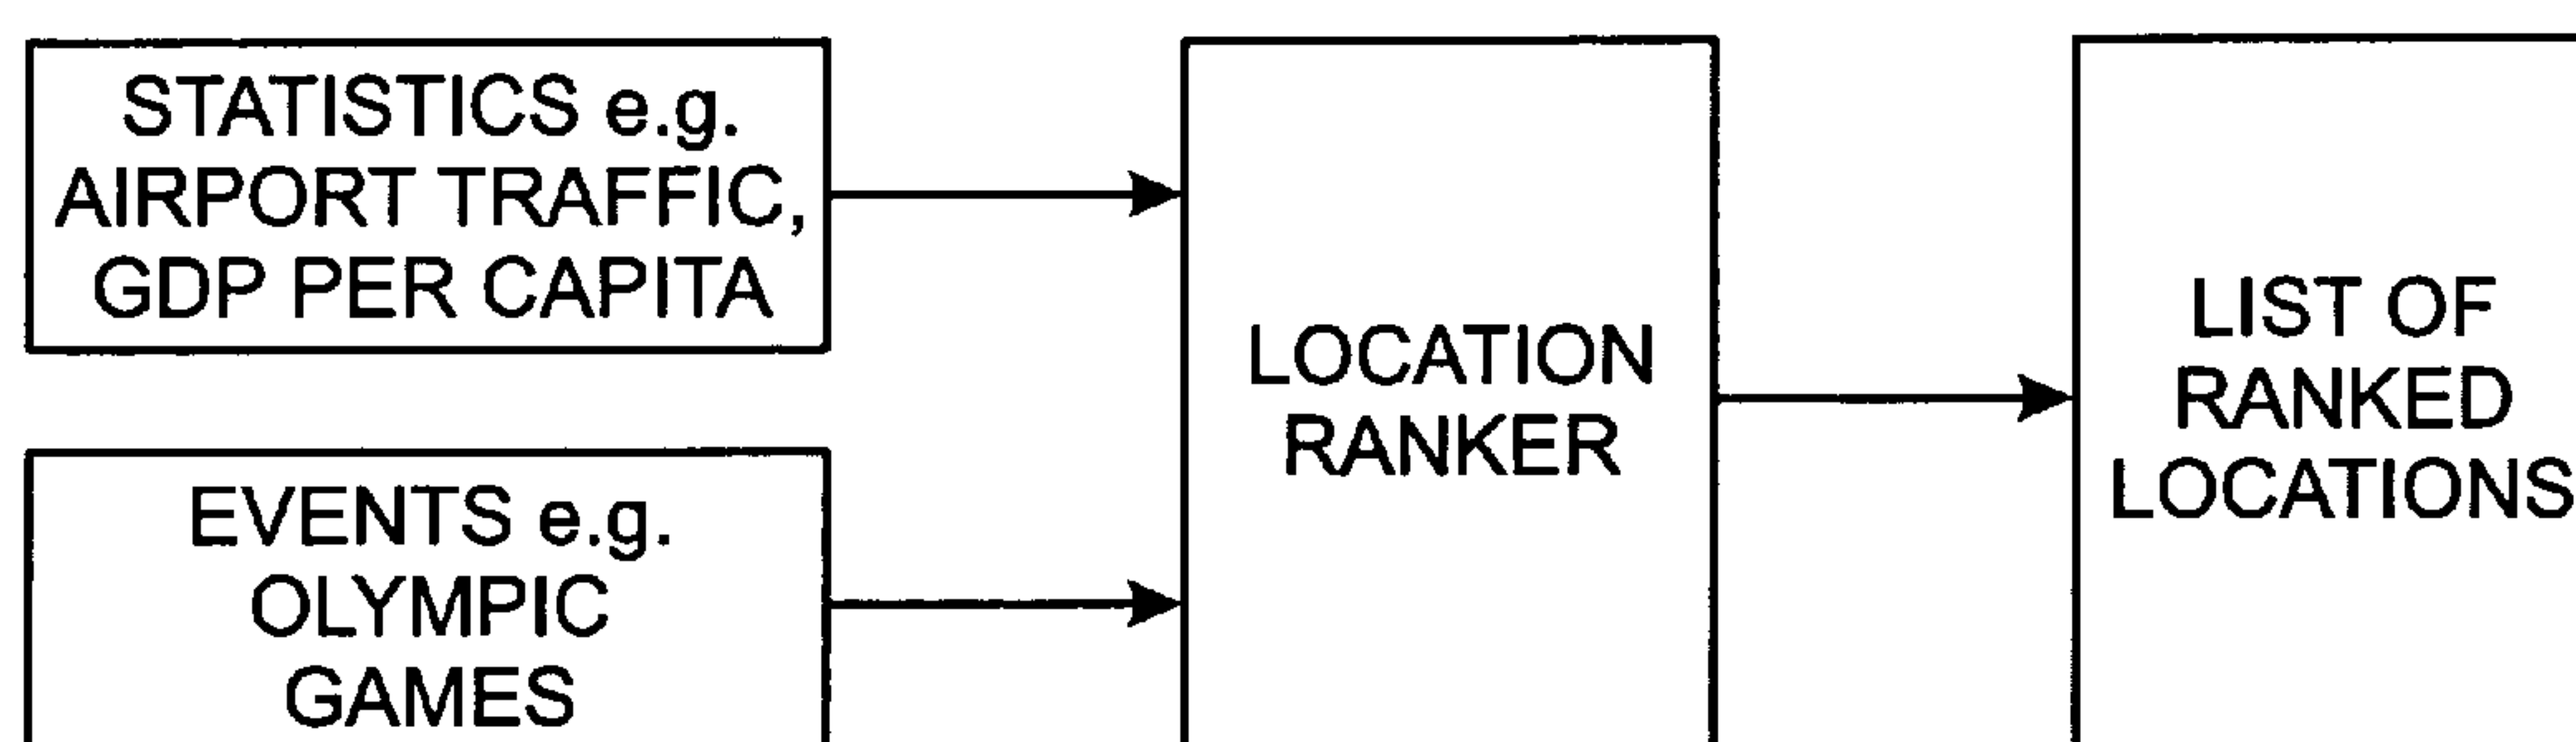 STATISTICS e.g.
AIRPORT TRAFFIC,
GDP PER CAPITA
EVENTS e.g.
OLYMPIC
GAMES
LOCATION
RANKER
LIST OF
RANKED
LOCATIONS